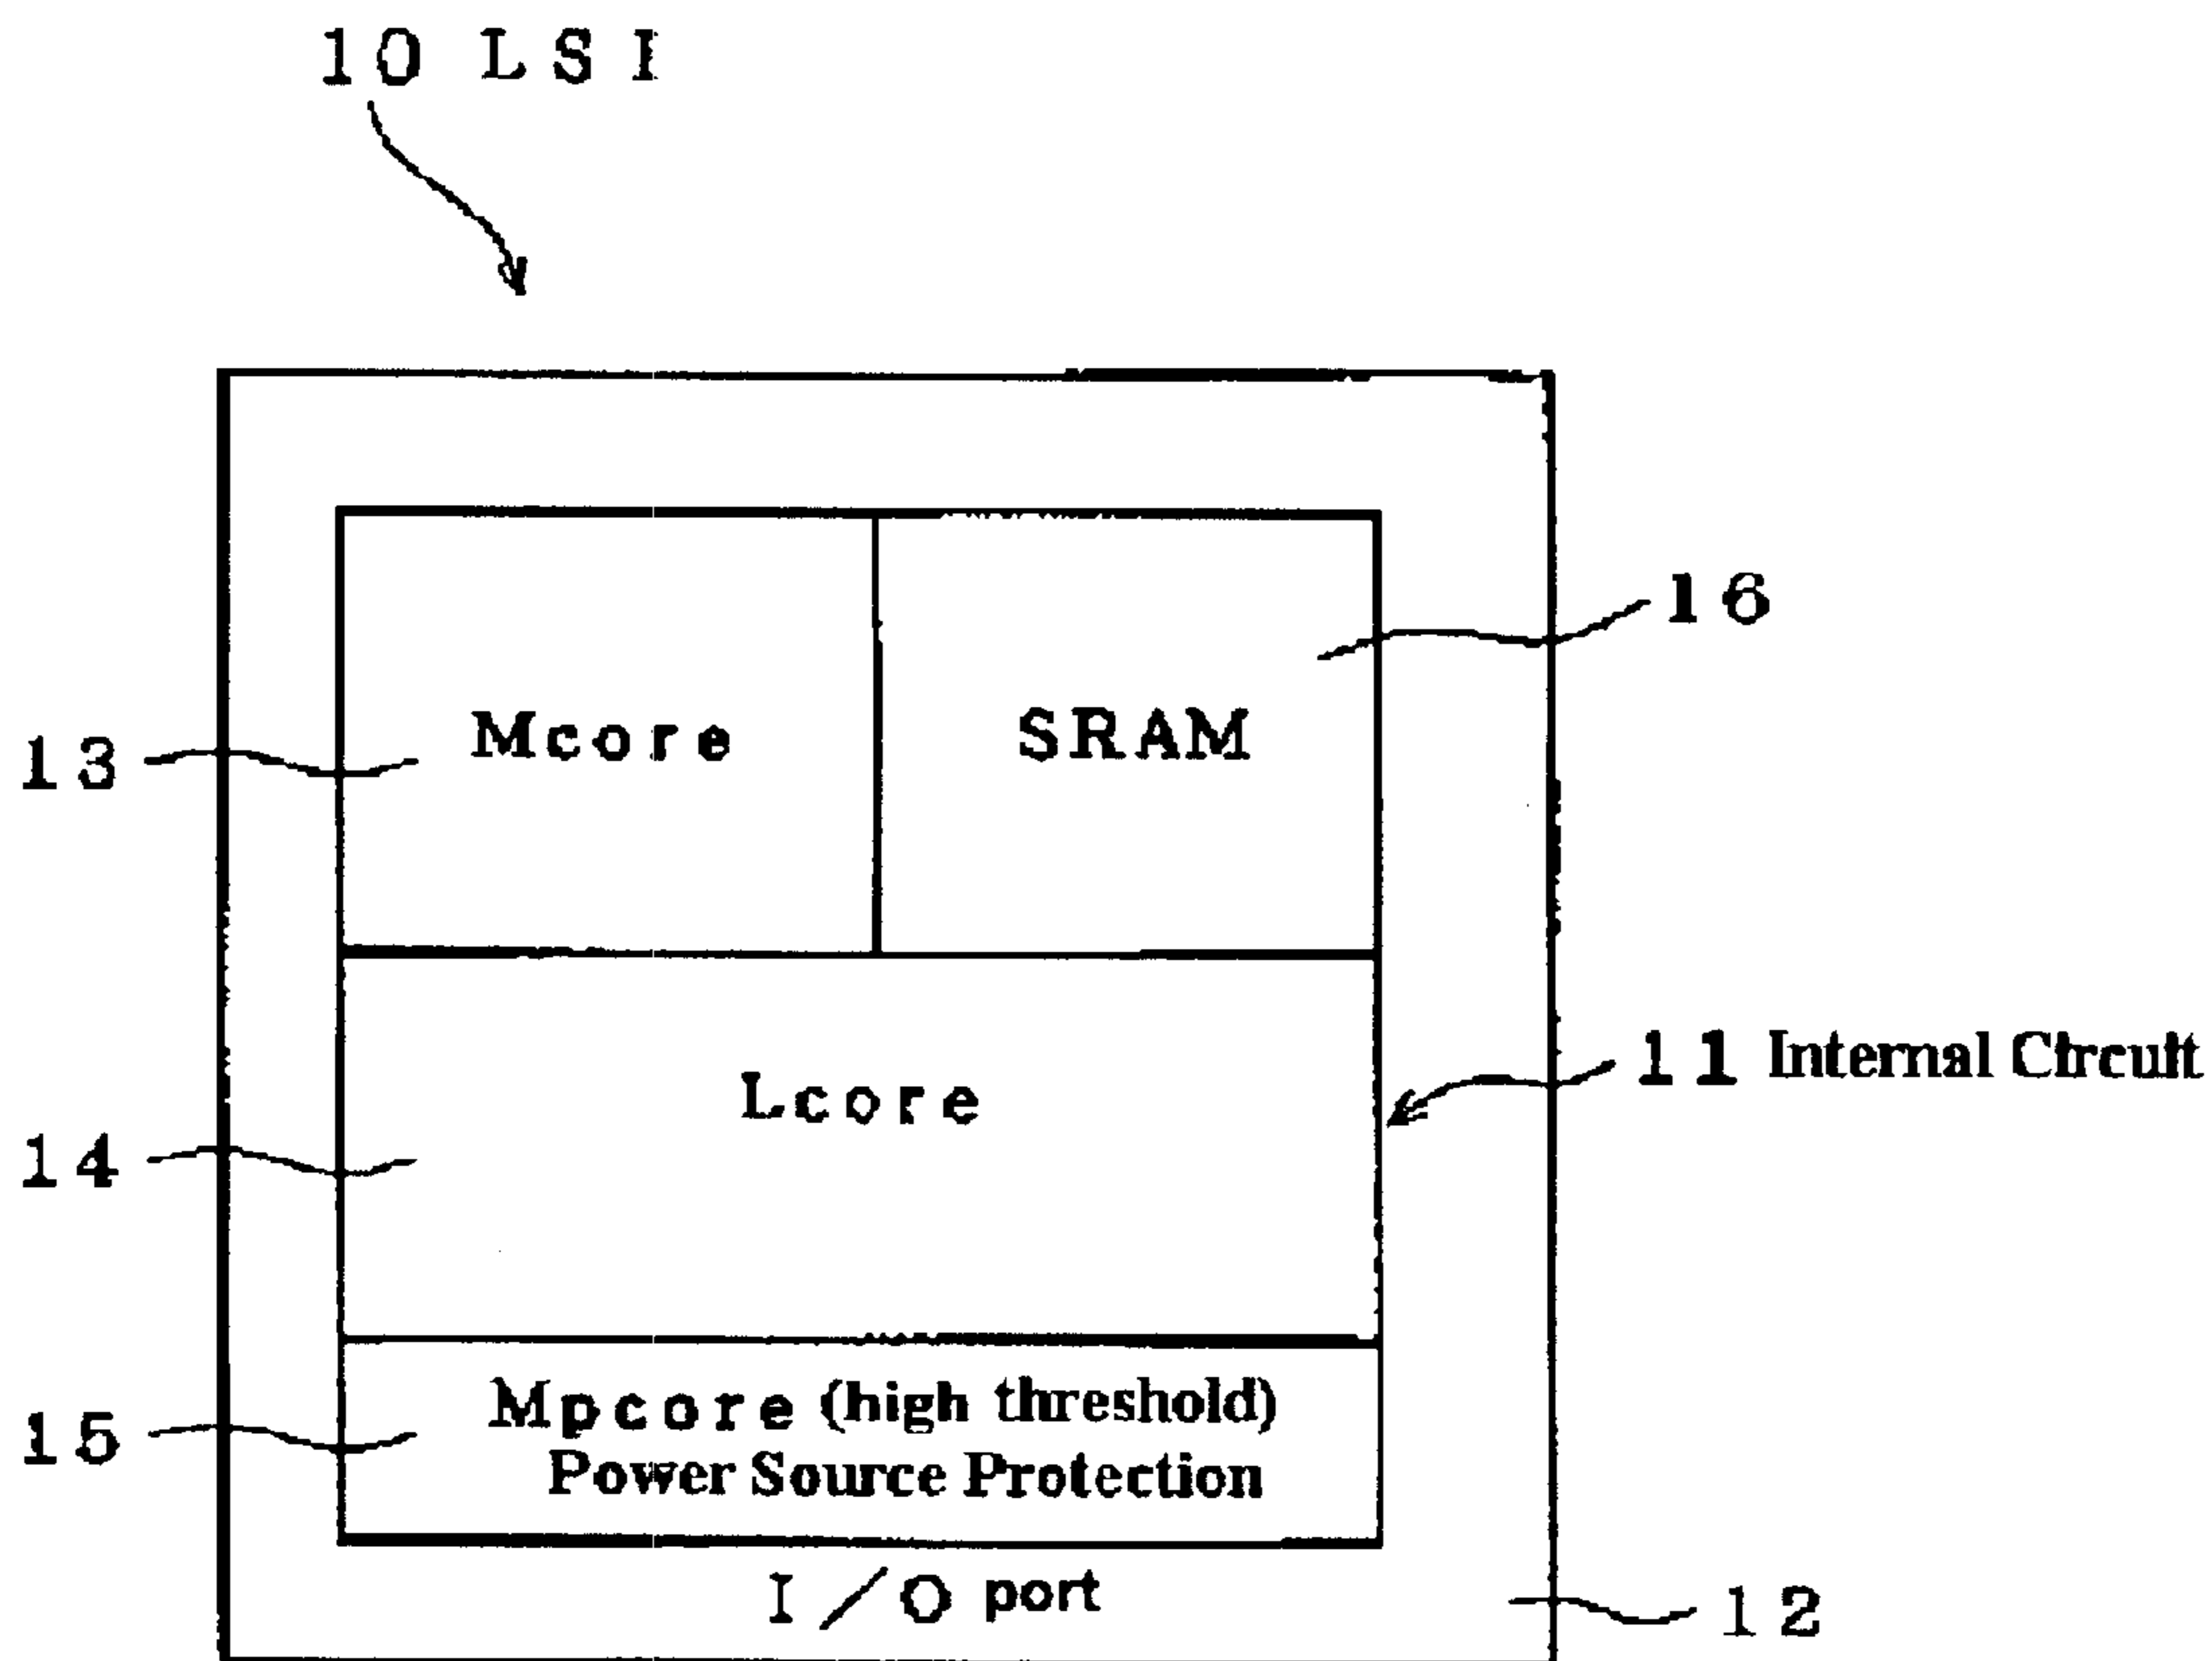 10 LSI
16
Mcore
SRAM
13
11 Internal Circuit
Lcore
14
Mpcore (high threshold)
15
Power Source Protection
I/O port
12